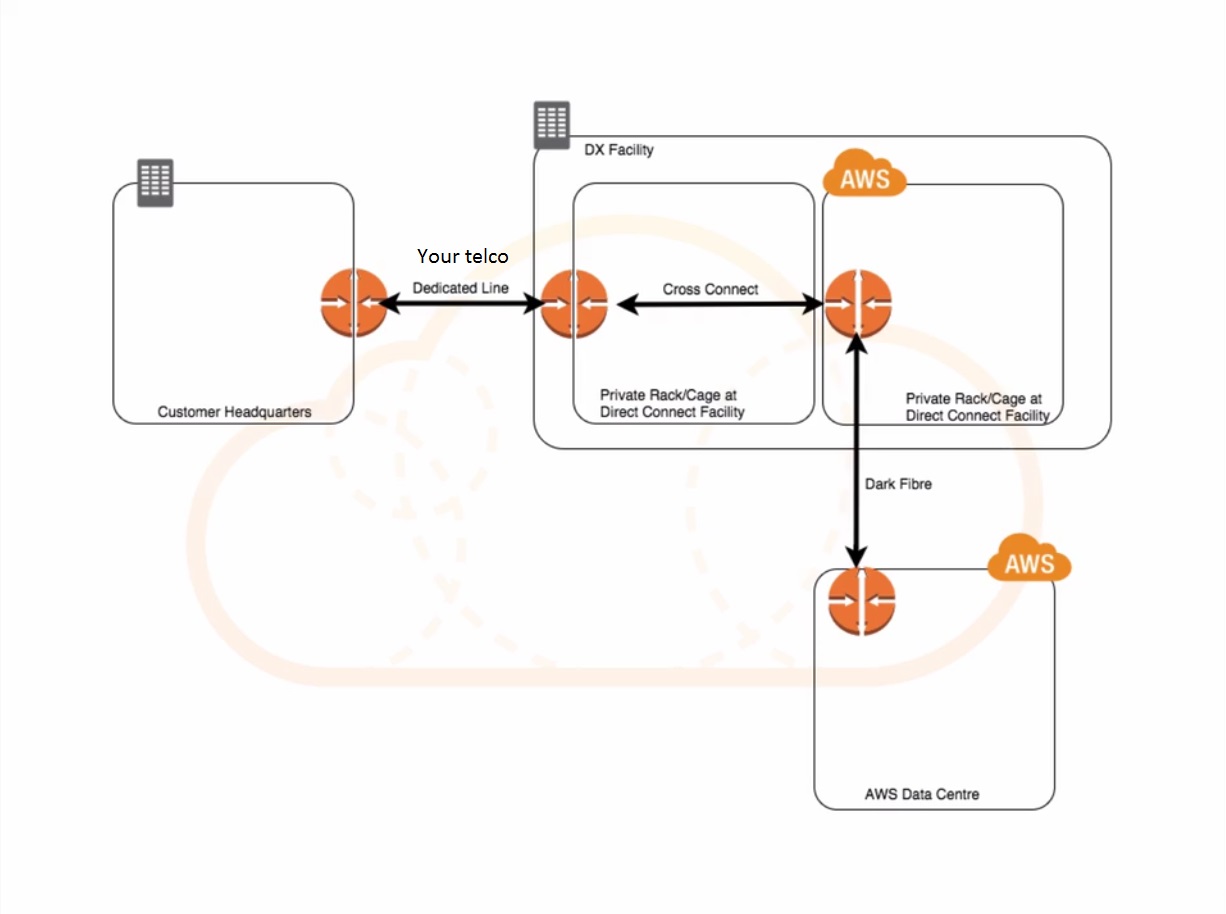 DX Facility
AWS
Your telco
Dedicated Line
Cross Connect
Private Rack/Cage at
Direct Connect Facility
Private Rack/Cage at
Direct Connect Facility
Customer Headquarters
Dark Fibre
AWS
AWS Data Centre